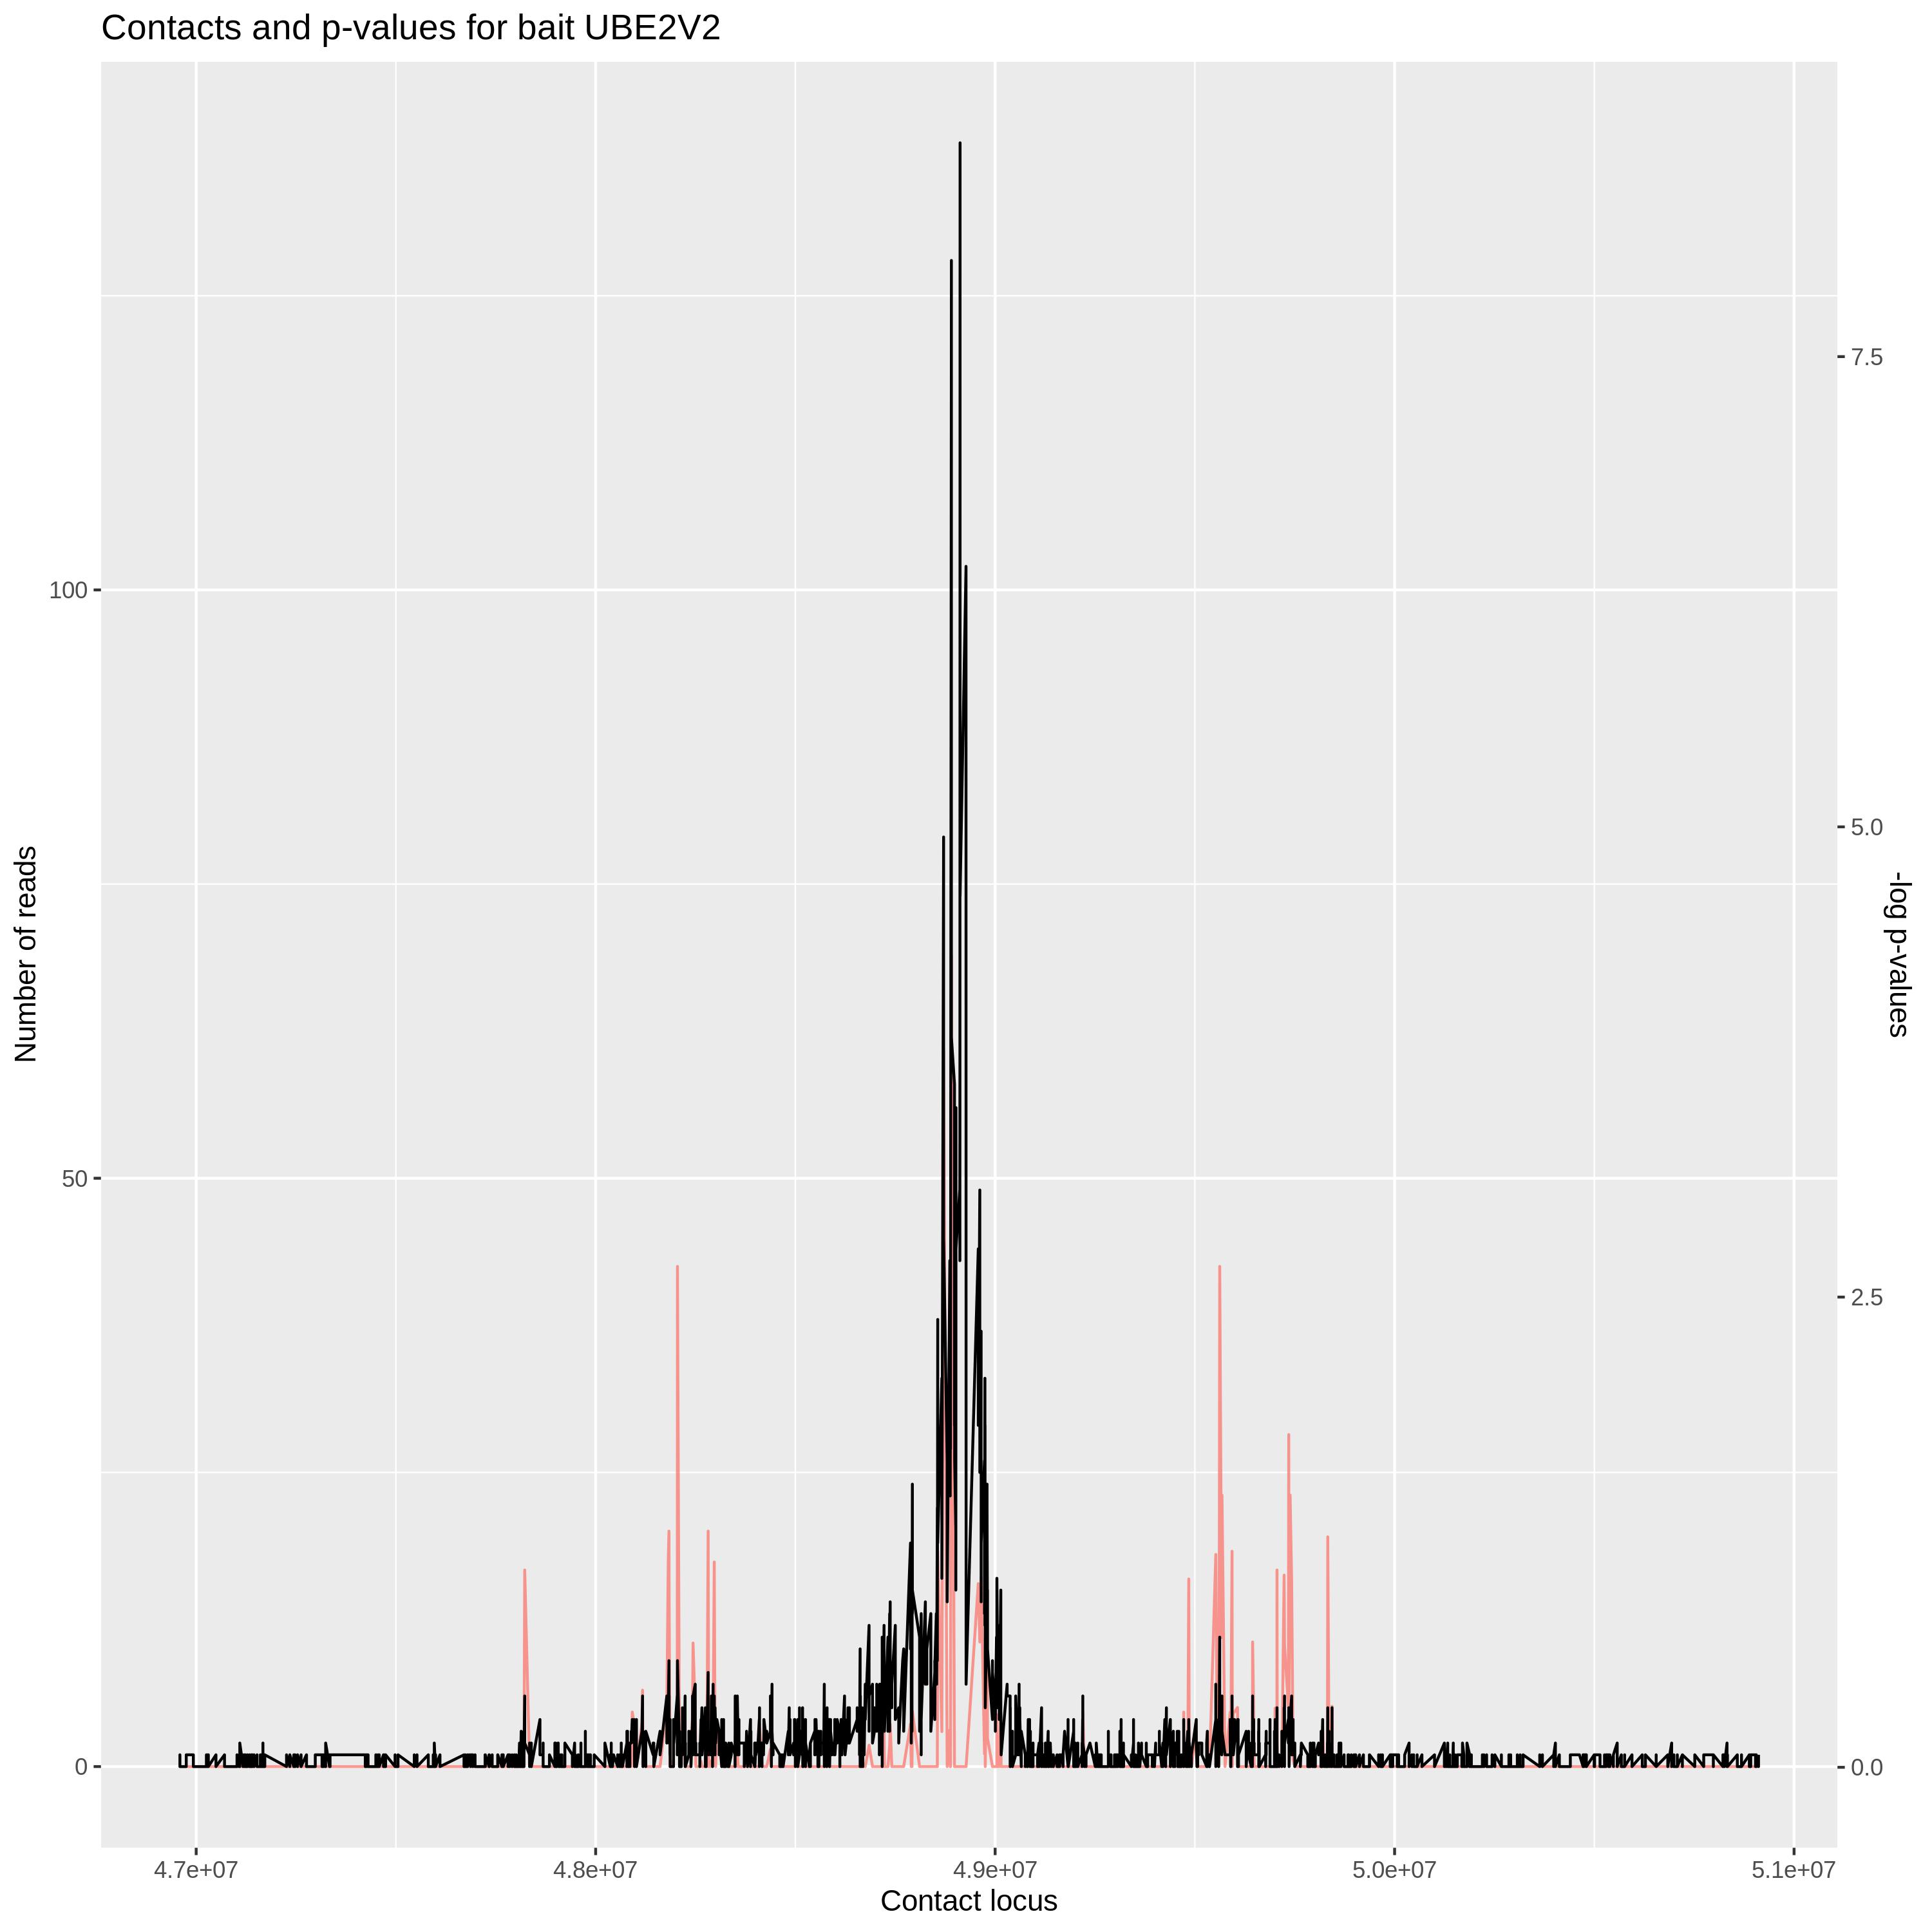 Contacts and p-values for bait UBE2V2
Number of reads
100
50
0
7.5
5.0
2.5
0.0
-log p-values
4.7e+07
4.8e+07
4.9e+07
5.0e+07
5.1e+07
Contact locus